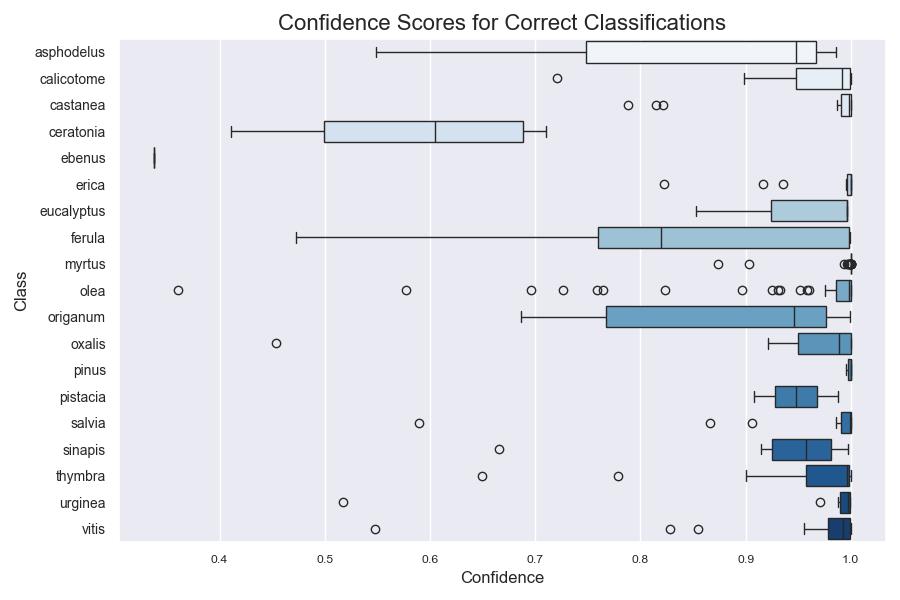 Confidence Scores for Correct Classifications
asphodelus
calicotome
castanea
ceratonia
ebenus
erica
eucalyptus
ferula
myrtus
olea
origanum
oxalis
pinus
pistacia
salvia
sinapis
thymbra
urginea
vitis
Class
0.4 0.5 0.6 0.7 0.8 0.9 1.0
Confidence